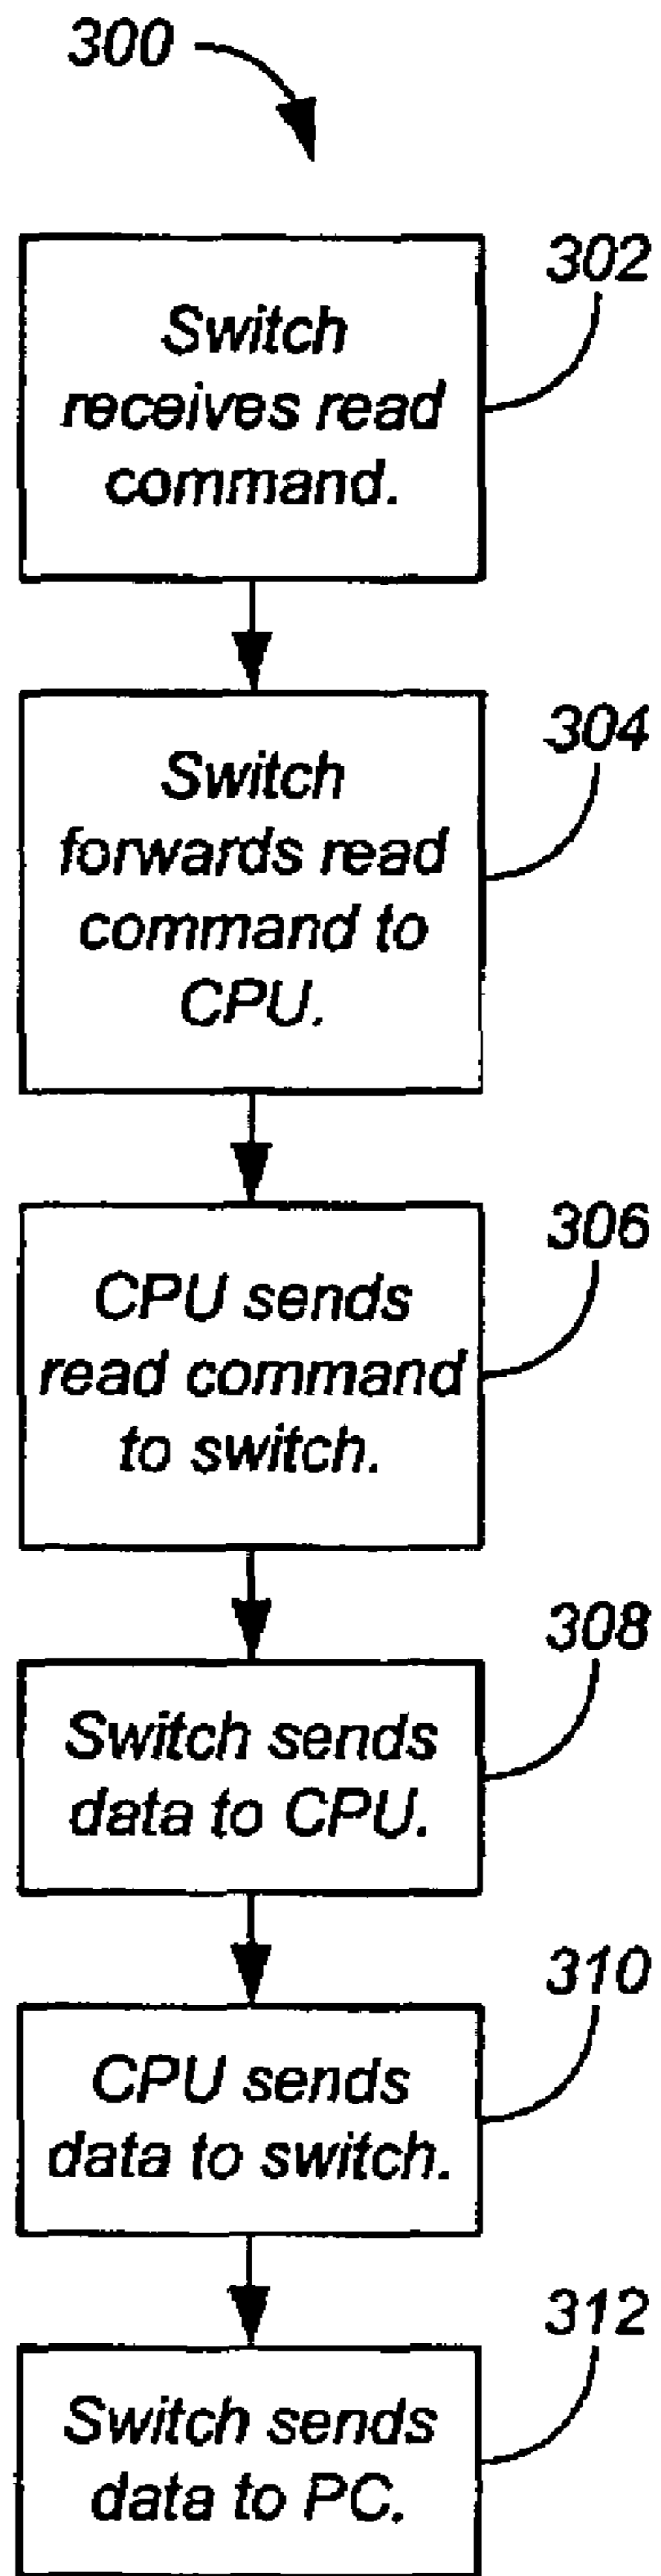 300
302
Switch
receives read
command.
304
Switch
forwards read
command to
CPU.
306
CPU sends
read command
to switch.
308
Switch sends
data to CPU.
310
CPU sends
data to switch.
312
Switch sends
data to PC.